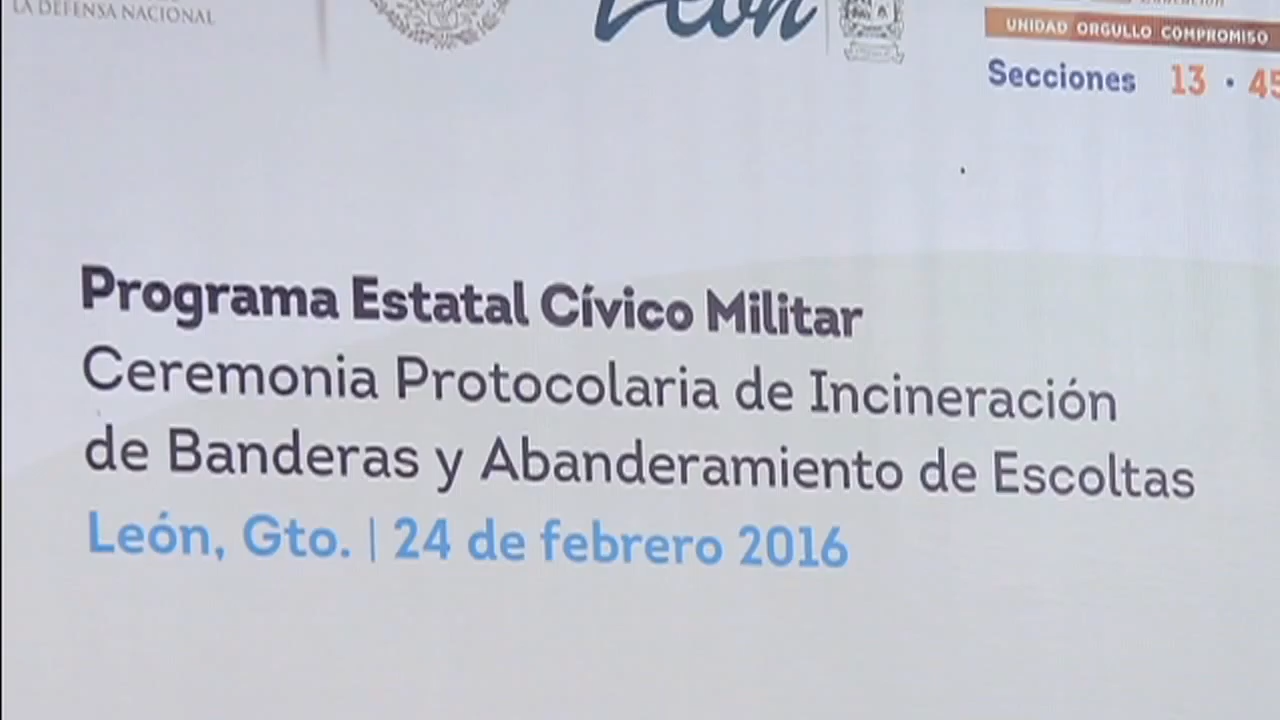 LA DEFENSA NACIONAL
León
UNIDAD ORGULLO COMPROMISO
Secciones 13 · 45
Programa Estatal Cívico Militar
Ceremonia Protocolaria de Incineración
de Banderas y Abanderamiento de Escoltas
León, Gto. | 24 de febrero 2016